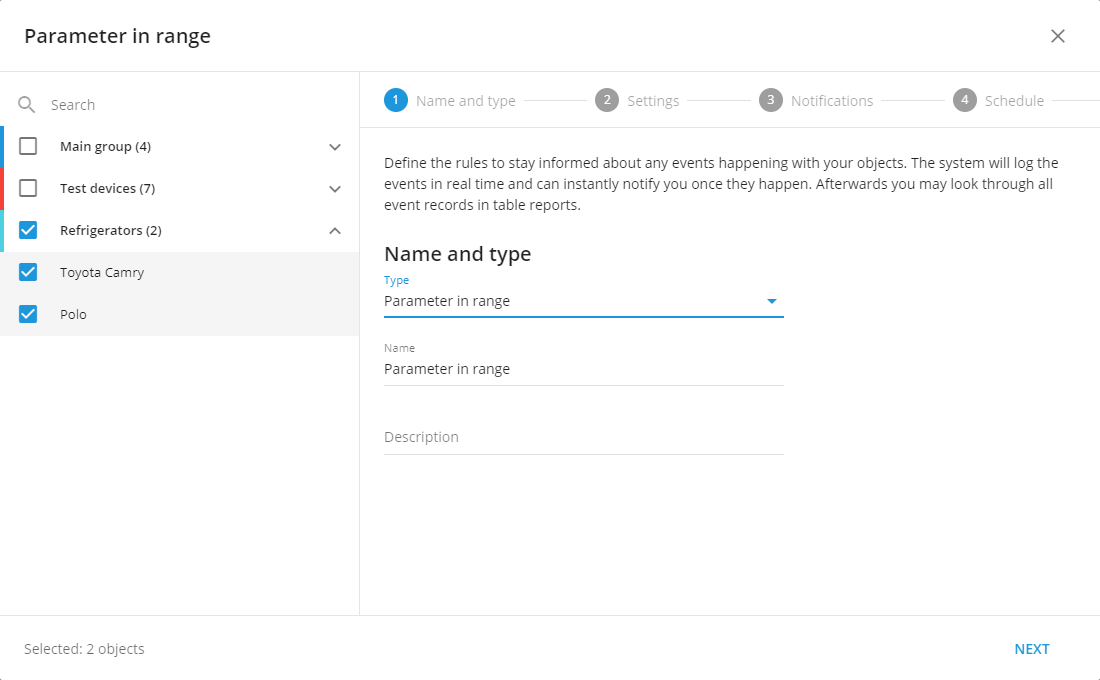 Parameter in range
Search
Main group (4)
Test devices (7)
Refrigerators (2)
Toyota Camry
Polo
1 Name and type 2 Settings 3 Notifications 4 Schedule
Define the rules to stay informed about any events happening with your objects. The system will log the
events in real time and can instantly notify you once they happen. Afterwards you may look through all
event records in table reports.
Name and type
Type
Parameter in range
Name
Parameter in range
Description
Selected: 2 objects
NEXT